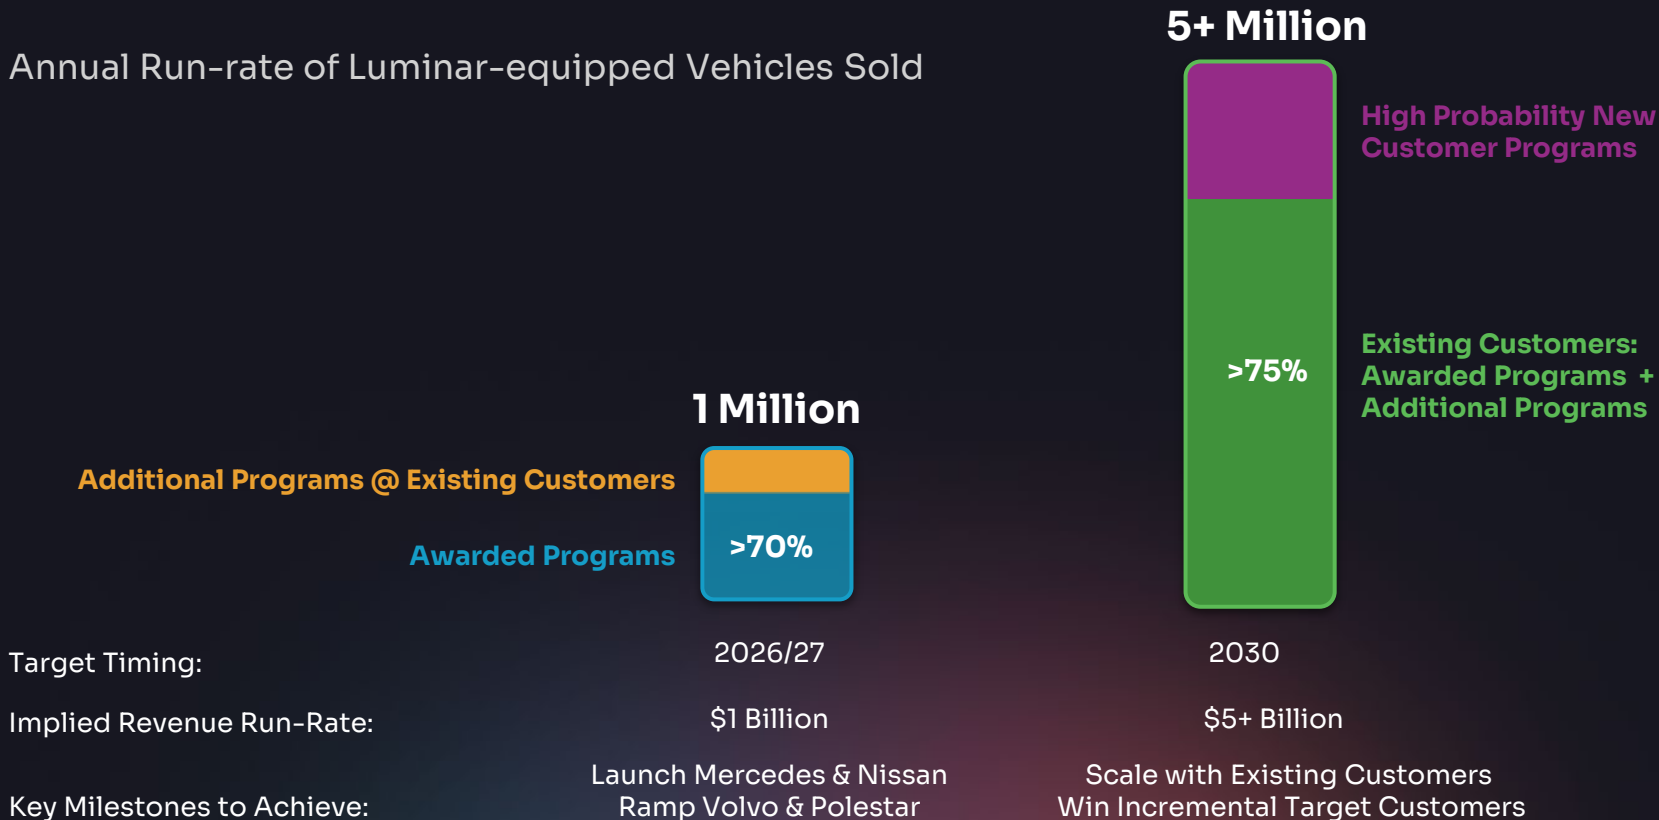 5+ Million
Annual Run-rate of Luminar-equipped Vehicles Sold
High Probability New
Customer Programs
Existing Customers:
Awarded Programs +
Additional Programs
>75%
1 Million
Additional Programs @ Existing Customers
Awarded Programs
>70%
Target Timing:
2026/27
2030
Implied Revenue Run-Rate:
$1 Billion
$5+ Billion
Key Milestones to Achieve:
Launch Mercedes & Nissan
Ramp Volvo & Polestar
Scale with Existing Customers
Win Incremental Target Customers